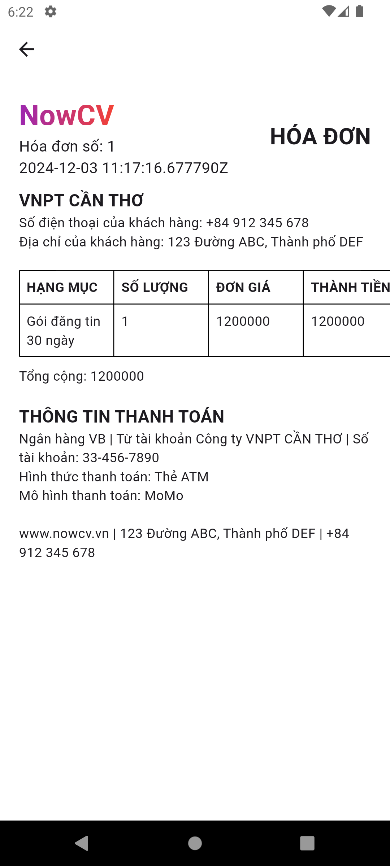 6:22
NowCV
Hóa đơn số: 1
HÓA ĐƠN
2024-12-03 11:17:16.677790Z
VNPT CẦN THƠ
Số điện thoại của khách hàng: +84 912 345 678
Địa chỉ của khách hàng: 123 Đường ABC, Thành phố DEF
HẠNG MỤC SỐ LƯỢNG ĐƠN GIÁ THÀNH TIỀN
Gói đăng tin 1 1200000 1200000
30 ngày
Tổng cộng: 1200000
THÔNG TIN THANH TOÁN
Ngân hàng VB | Từ tài khoản Công ty VNPT CẦN THƠ | Số
tài khoản: 33-456-7890
Hình thức thanh toán: Thẻ ATM
Mô hình thanh toán: MoMo
www.nowcv.vn | 123 Đường ABC, Thành phố DEF | +84
912 345 678